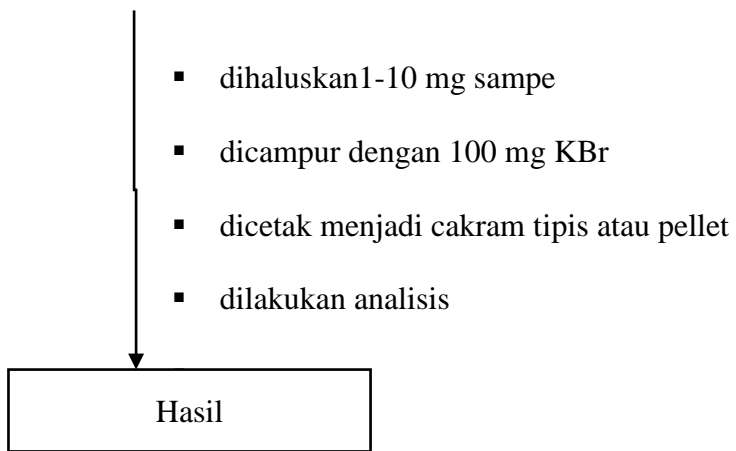 ▪ dihaluskan1-10 mg sampe
▪ dicampur dengan 100 mg KBr
▪ dicetak menjadi cakram tipis atau pellet
▪ dilakukan analisis
Hasil